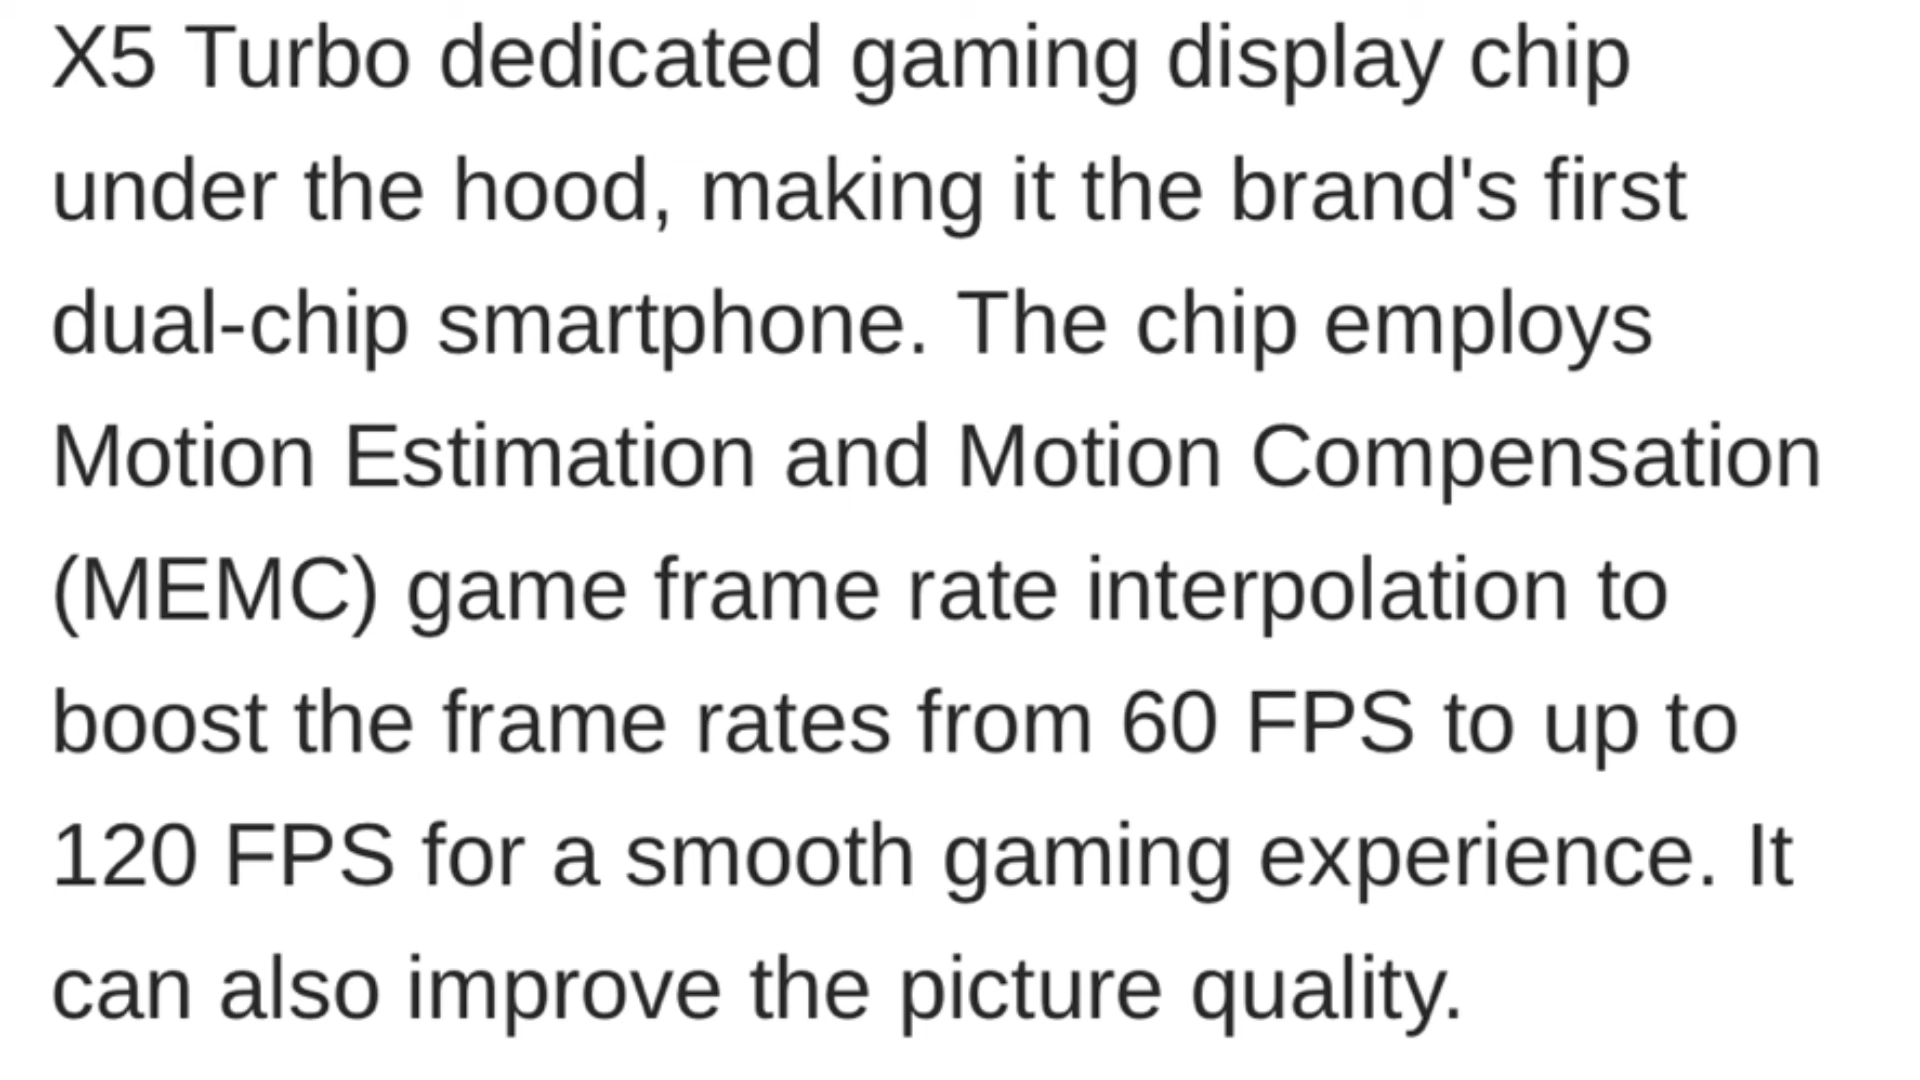 X5 Turbo dedicated gaming display chip
under the hood, making it the brand's first
dual-chip smartphone. The chip employs
Motion Estimation and Motion Compensation
(MEMC) game frame rate interpolation to
boost the frame rates from 60 FPS to up to
120 FPS for a smooth gaming experience. It
can also improve the picture quality.